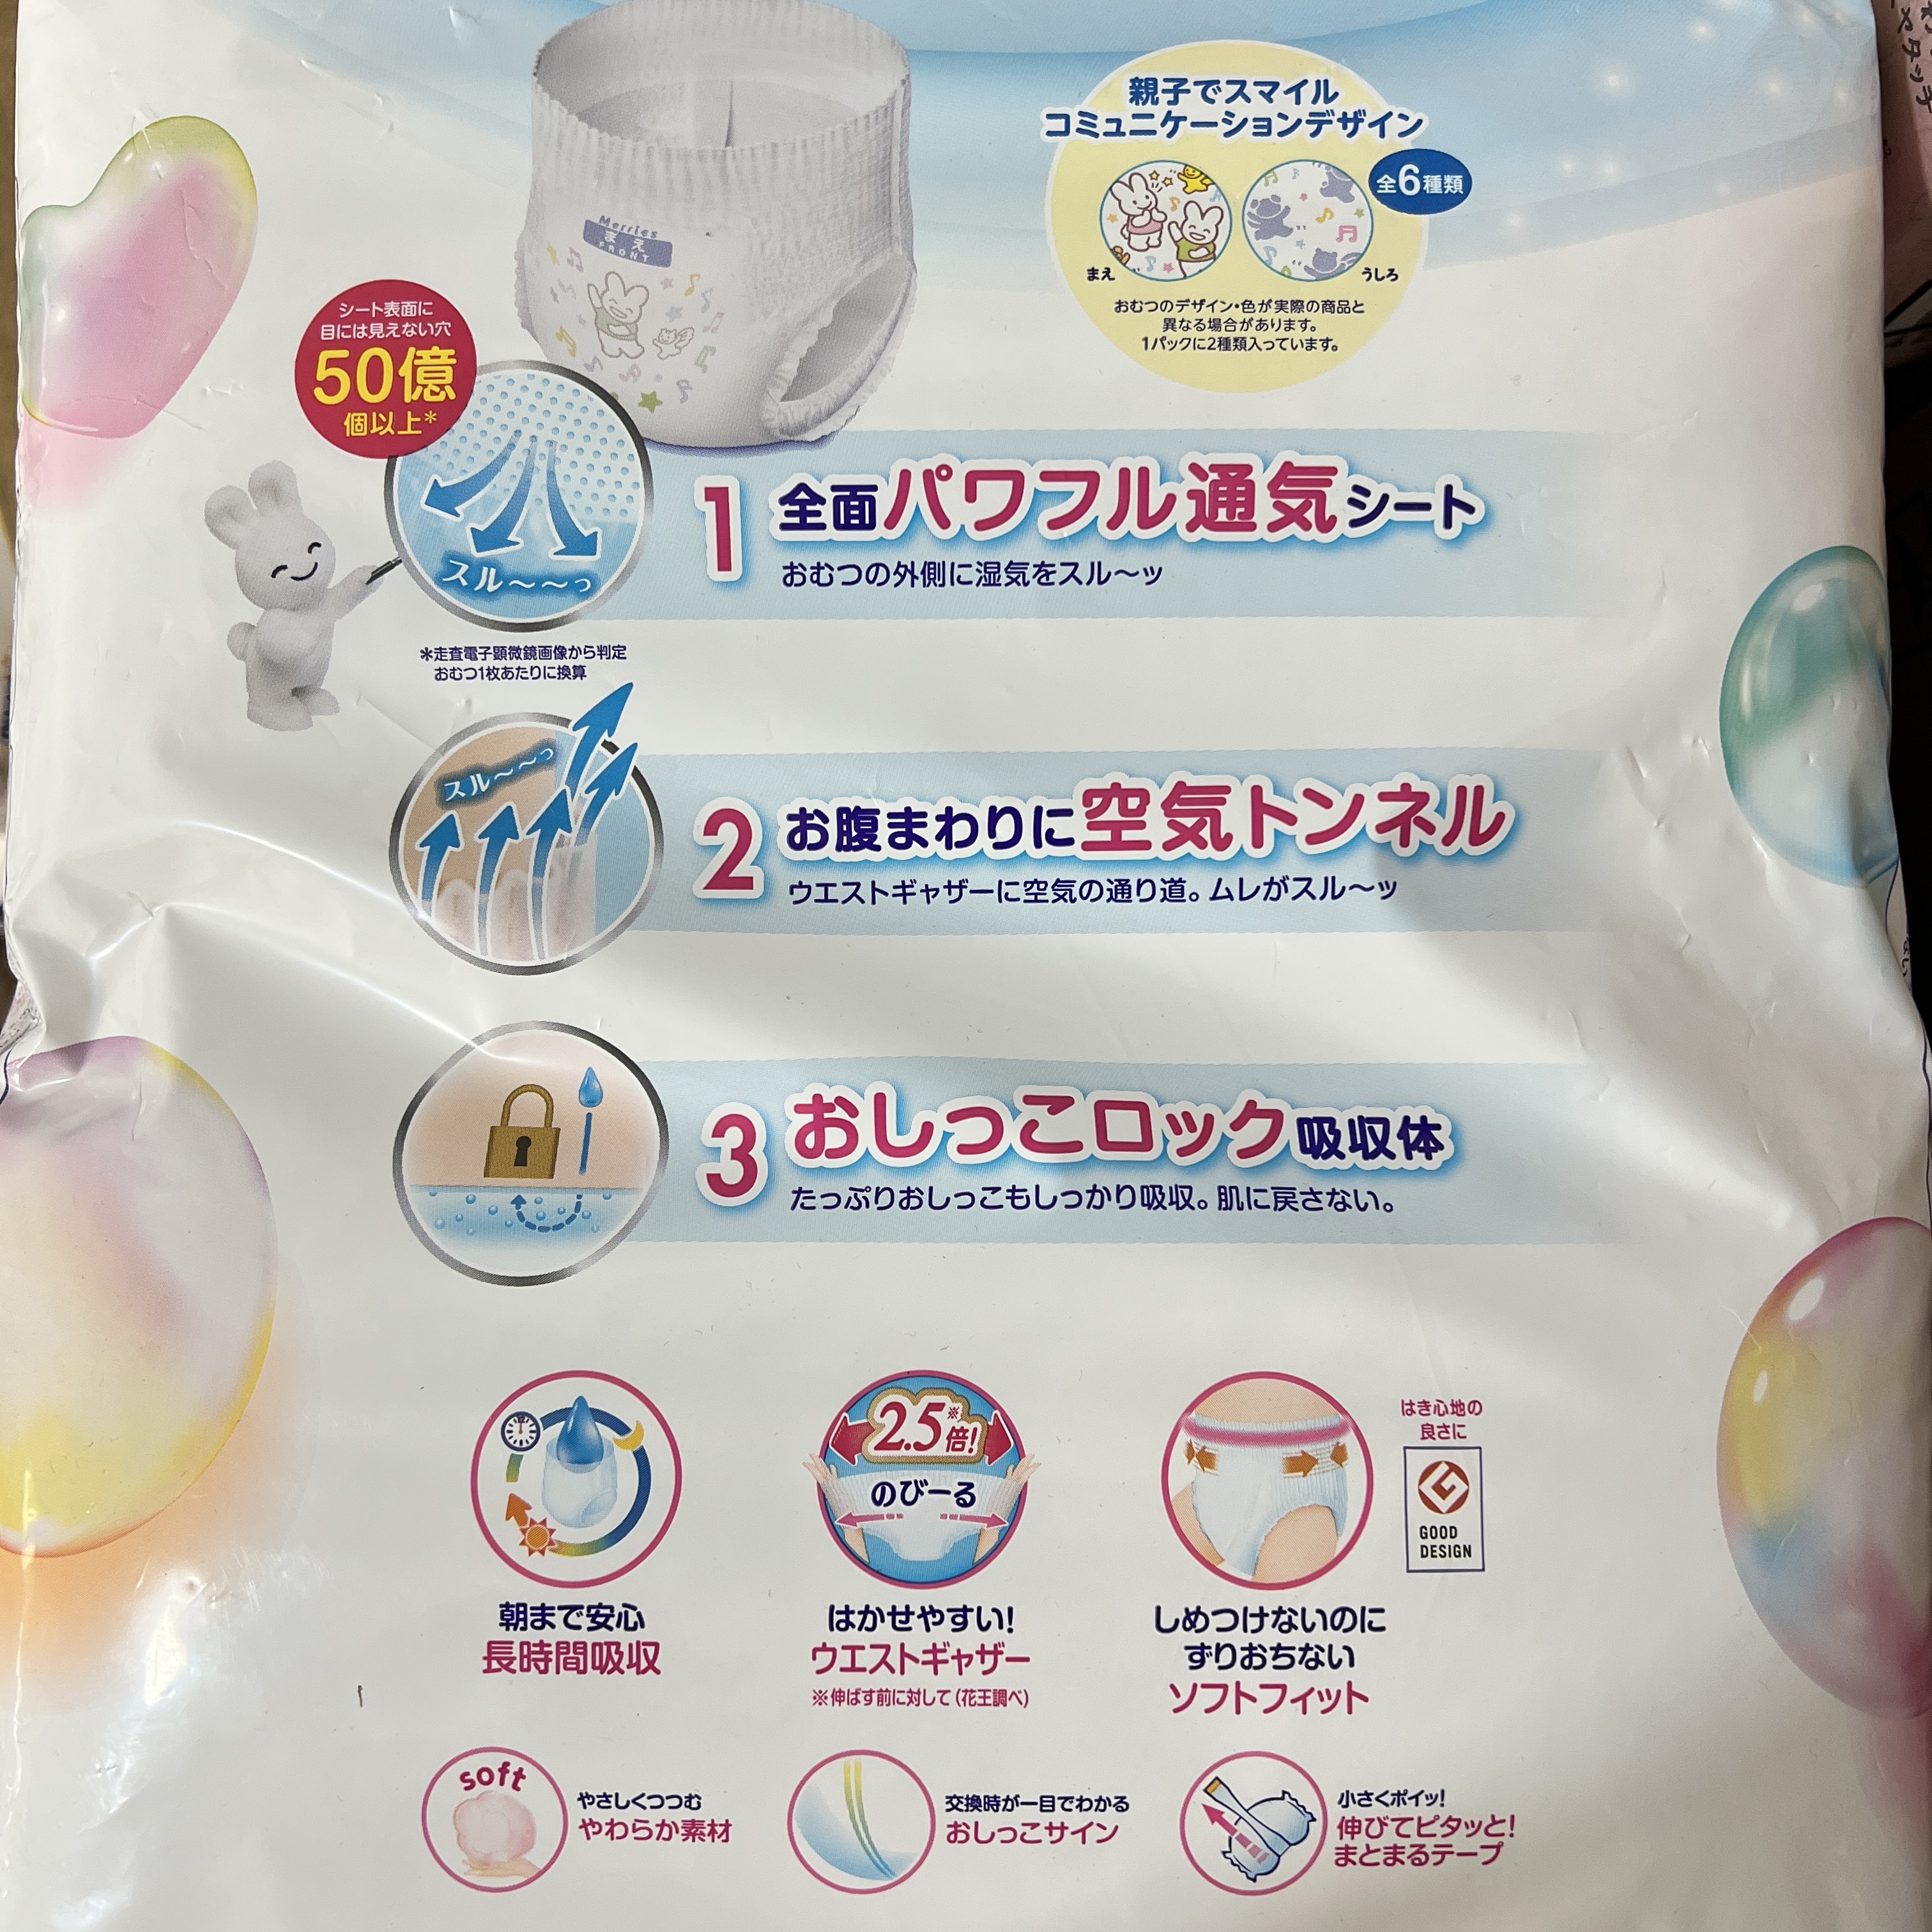 親子でスマイル
コミュニケーションデザイン
全6種類
まえ
うしろ
おむつのデザイン・色が実際の商品と
異なる場合があります。
1パックに2種類入っています。
Merries
まえ
FRONT
シート表面に
目には見えない穴
50億
個以上*
スル〜〜っ
1 全面パワフル通気シート
おむつの外側に湿気をスル〜ッ
*走査電子顕微鏡画像から判定
おむつ1枚あたりに換算
スル〜〜っ
2 お腹まわりに空気トンネル
ウエストギャザーに空気の通り道。ムレがスル〜ッ
3 おしっこロック吸収体
たっぷりおしっこもしっかり吸収。肌に戻さない。
朝まで安心
長時間吸収
2.5※倍!
のびーる
はかせやすい!
ウエストギャザー
※伸ばす前に対して(花王調べ)
しめつけないのに
ずりおちない
ソフトフィット
はき心地の
良さに
GOOD
DESIGN
soft
やさしくつつむ
やわらか素材
交換時が一目でわかる
おしっこサイン
小さくポイッ!
伸びてピタッと!
まとまるテープ